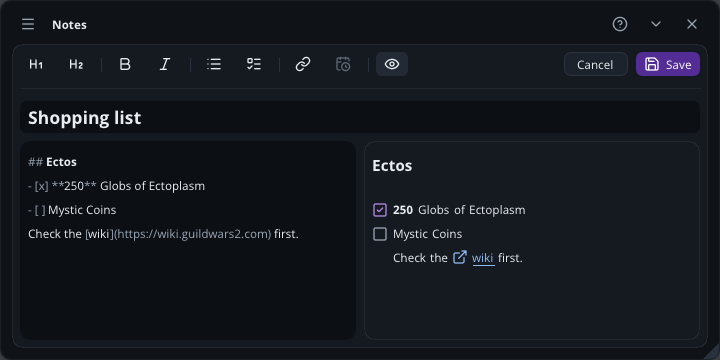 Notes
H1 H2 B I Cancel Save
Shopping list
## Ectos
- [x] **250** Globs of Ectoplasm
- [ ] Mystic Coins
Check the [wiki](https://wiki.guildwars2.com) first.
Ectos
250 Globs of Ectoplasm
Mystic Coins
Check the wiki first.